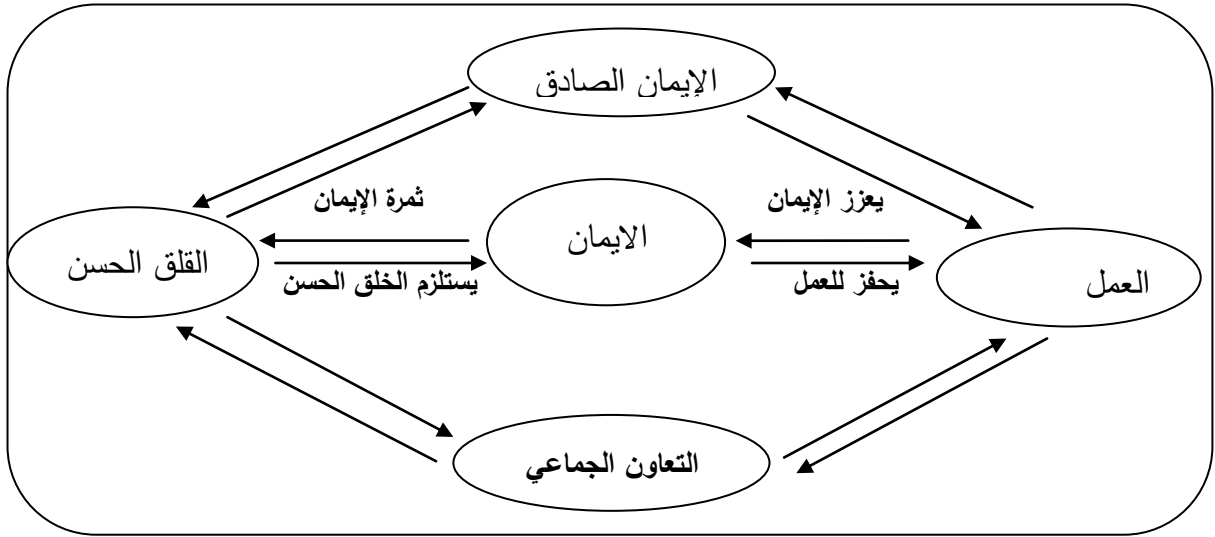 الإيمان الصادق
يعزز الإيمان
ثمرة الإيمان
الايمان
القلق الحسن
العمل
يحفز للعمل
يستلزم الخلق الحسن
التعاون الجماعي